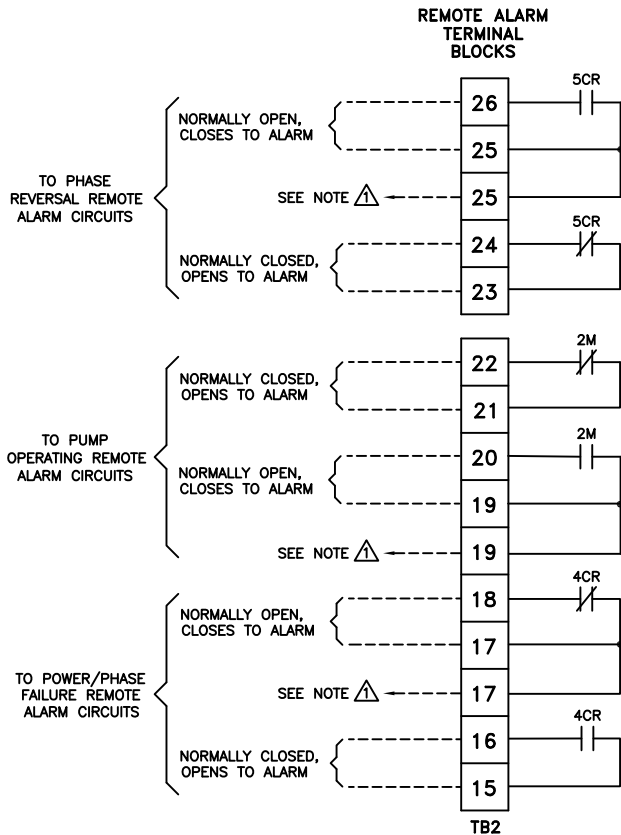 REMOTE ALARM
TERMINAL
BLOCKS
5CR
26
NORMALLY OPEN,
CLOSES TO ALARM
25
TO PHASE
REVERSAL REMOTE
ALARM CIRCUITS
SEE NOTE 1
25
5CR
24
NORMALLY CLOSED,
OPENS TO ALARM
23
2M
22
NORMALLY CLOSED,
OPENS TO ALARM
21
TO PUMP
OPERATING REMOTE
ALARM CIRCUITS
2M
20
NORMALLY OPEN,
CLOSES TO ALARM
19
SEE NOTE 1
19
4CR
18
NORMALLY OPEN,
CLOSES TO ALARM
17
TO POWER/PHASE
FAILURE REMOTE
ALARM CIRCUITS
SEE NOTE 1
17
4CR
16
NORMALLY CLOSED,
OPENS TO ALARM
15
TB2